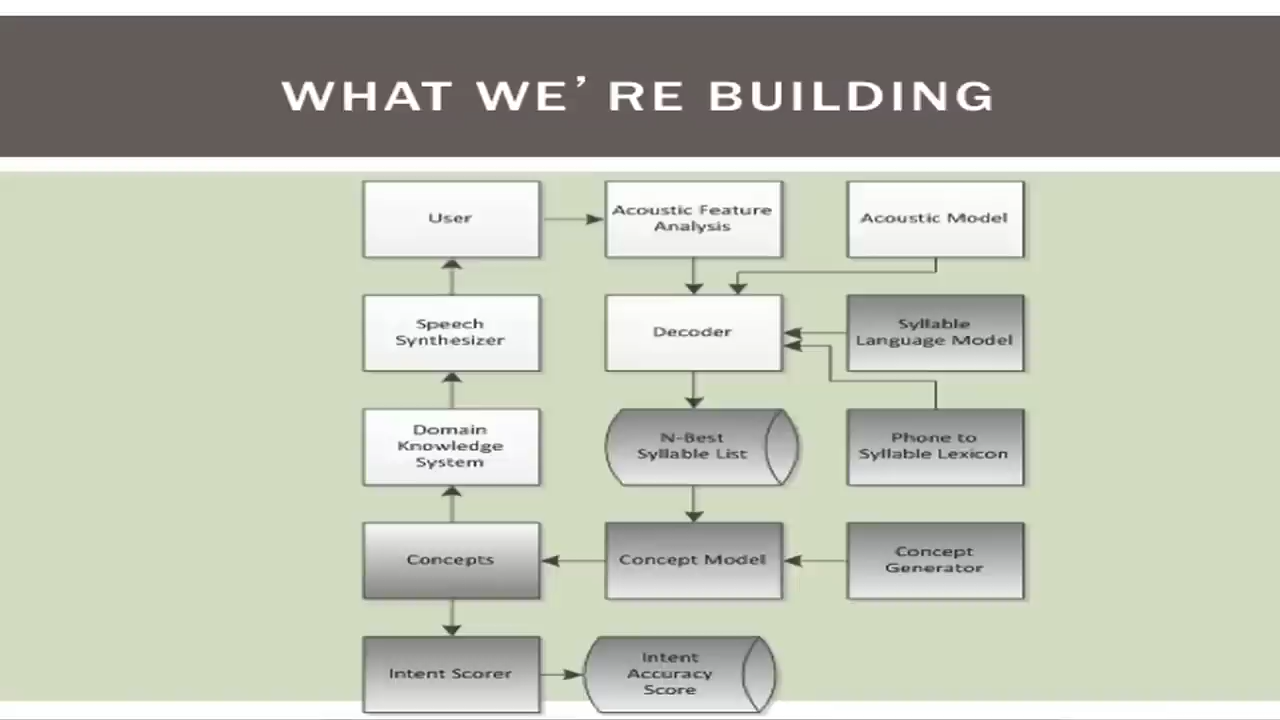 WHAT WE’ RE BUILDING
User
Acoustic Feature
Analysis
Acoustic Model
Speech
Synthesizer
Decoder
Syllable
Language Model
Domain
Knowledge
System
N-Best
Syllable List
Phone to
Syllable Lexicon
Concepts
Concept Model
Concept
Generator
Intent Scorer
Intent
Accuracy
Score